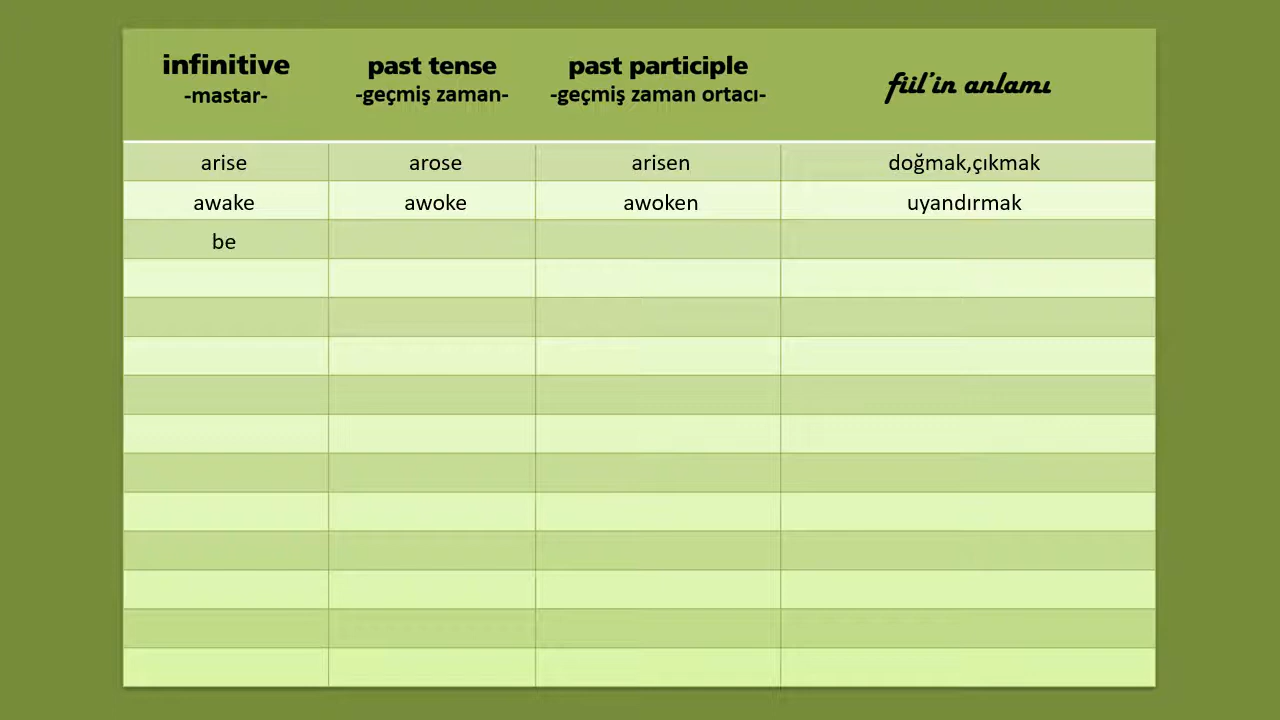 infinitive past tense past participle fiil'in anlamı
-mastar- -geçmiş zaman- -geçmiş zaman ortacı-
arise arose arisen doğmak,çıkmak
awake awoke awoken uyandırmak
be